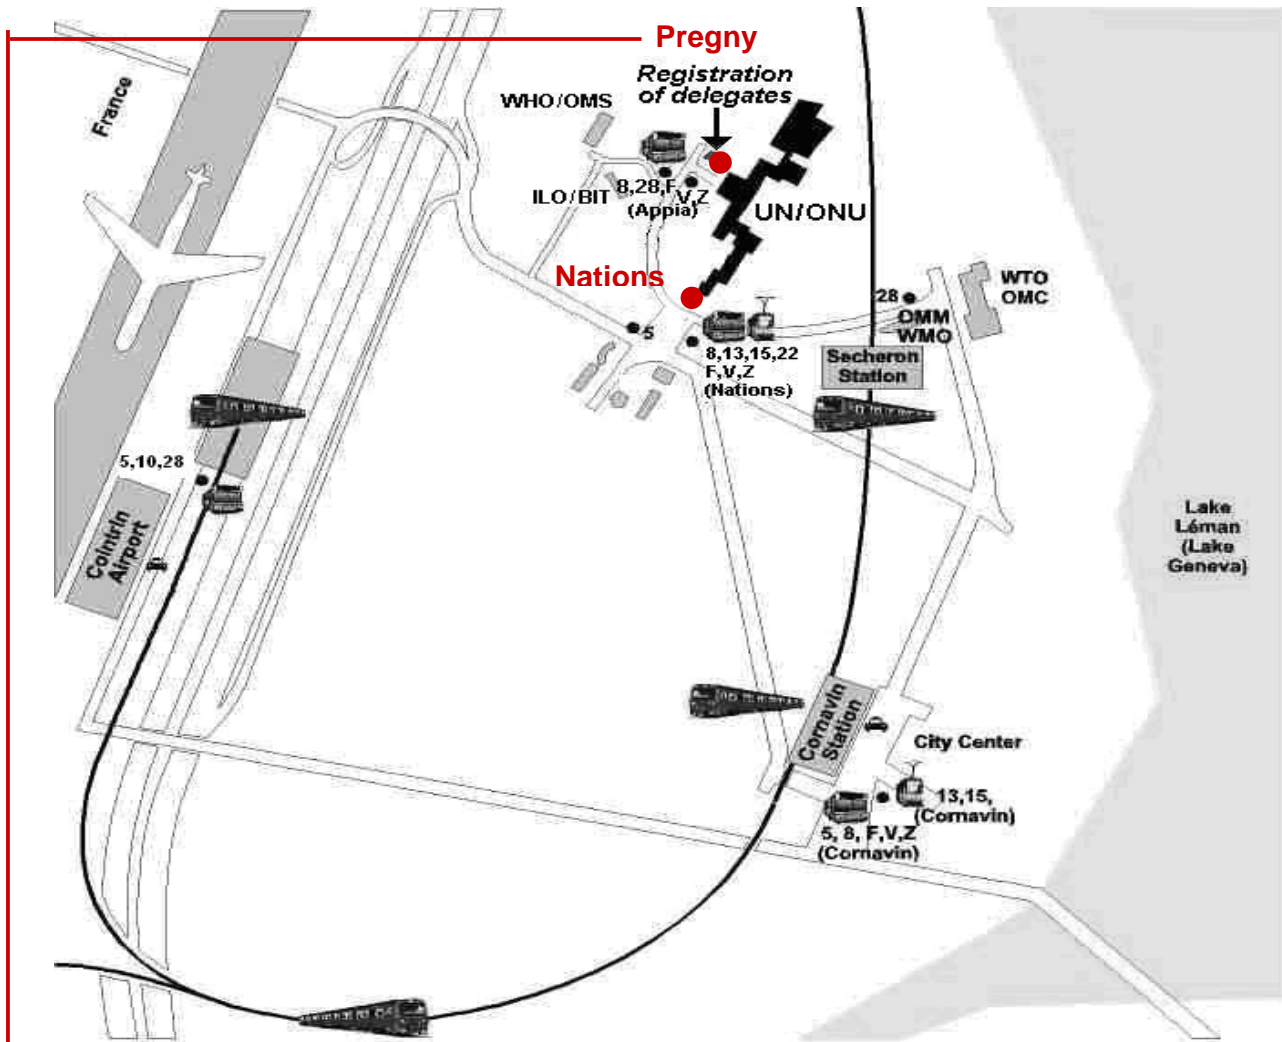 Pregny
Registration
of delegates
France
WHO/OMS
ILO/BIT
8,28,F
V,Z
(Appia)
UN/ONU
Nations
WTO
OMC
28
OMM
WMO
5
8,13,15,22
F,V,Z
(Nations)
Secheron
Station
5,10,28
Cointrin
Airport
Lake
Léman
(Lake
Geneva)
Cornavin
Station
City Center
13,15,
(Cornavin)
5, 8, F,V,Z
(Cornavin)